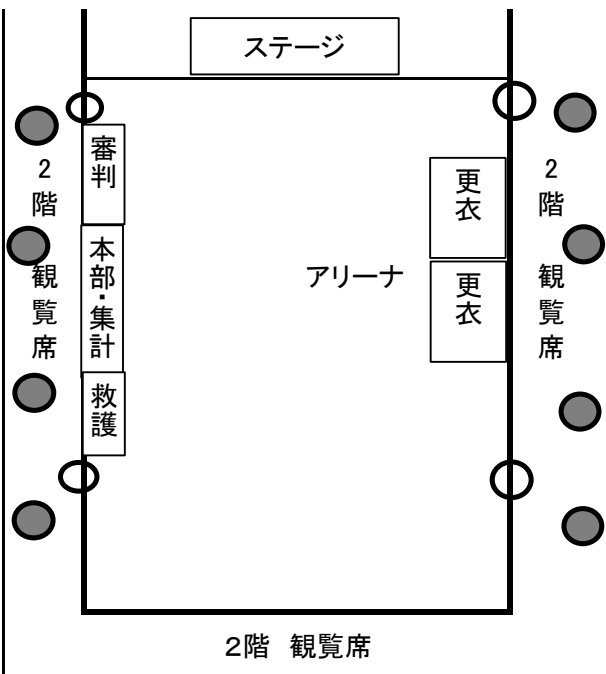 ステージ
審判
2階 観覧席
本部・集計
救護
アリーナ
更衣
更衣
2階 観覧席
2階 観覧席